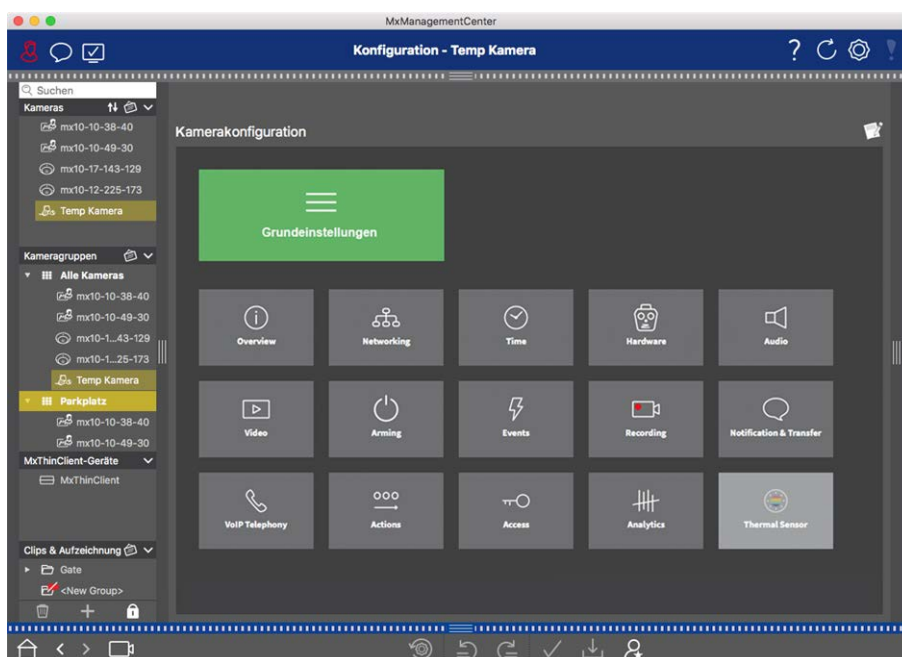 MxManagementCenter
Konfiguration - Temp Kamera
Suchen
Kameras
mx10-10-38-40
mx10-10-49-30
mx10-17-143-129
mx10-12-225-173
Temp Kamera
Kameragruppen
Alle Kameras
mx10-10-38-40
mx10-10-49-30
mx10-1...43-129
mx10-1...25-173
Temp Kamera
Parkplatz
mx10-10-38-40
mx10-10-49-30
MxThinClient-Geräte
MxThinClient
Clips & Aufzeichnung
Gate
<New Group>
Kamerakonfiguration
Grundeinstellungen
Overview
Networking
Time
Hardware
Audio
Video
Arming
Events
Recording
Notification & Transfer
VoIP Telephony
Actions
Access
Analytics
Thermal Sensor